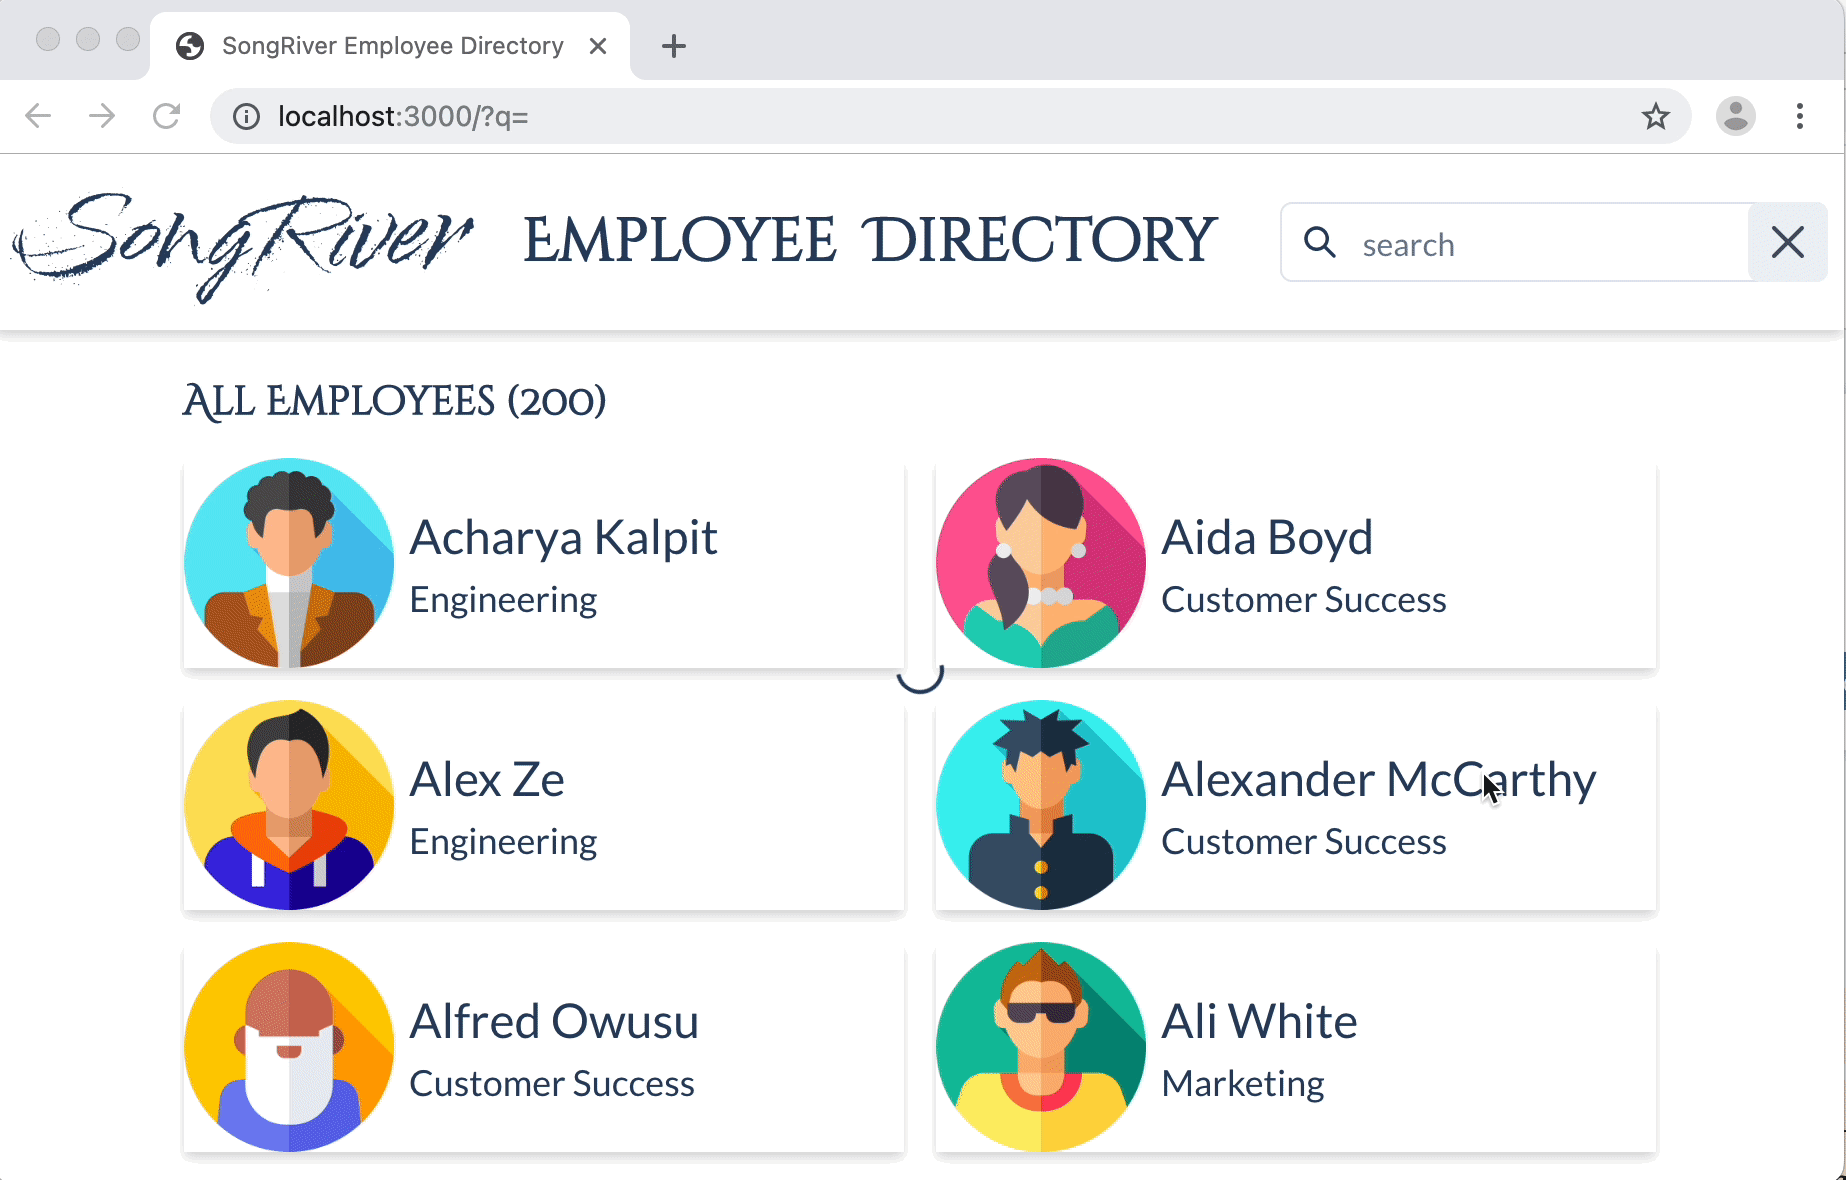 SongRiver Employee Directory
localhost:3000/?q=
SongRiver
Employee Directory
search
All Employees (200)
Acharya Kalpit
Engineering
Aida Boyd
Customer Success
Alex Ze
Engineering
Alexander McCarthy
Customer Success
Alfred Owusu
Customer Success
Ali White
Marketing